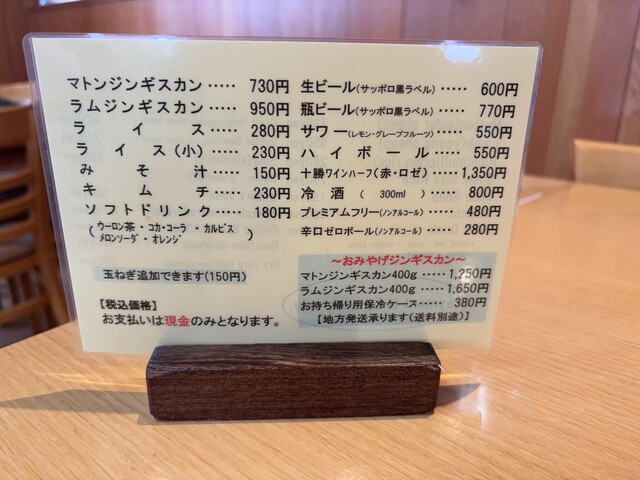 マトンジンギスカン ····· 730円
ラムジンギスカン ····· 950円
ライス ····· 280円
ライス(小) ····· 230円
みそ汁 ····· 150円
キムチ ····· 230円
ソフトドリンク ····· 180円
(ウーロン茶・コカ・コーラ ・ カルピス
メロンソーダ・オレンジ)
玉ねぎ追加できます(150円)
【税込価格】
お支払いは現金のみとなります。
生ビール(サッポロ黒ラベル) ····· 600円
瓶ビール(サッポロ黒ラベル) ····· 770円
サワー(レモン・グレープフルーツ) ····· 550円
ハイボール ····· 550円
十勝ワインハーフ(赤・ロゼ) ····· 1,350円
冷酒( 300ml ) ····· 800円
プレミアムフリー(ノンアルコール) ····· 480円
辛口ゼロボール(ノンアルコール) ····· 280円
~おみやげジンギスカン~
マトンジンギスカン400g ····· 1,250円
ラムジンギスカン400g ····· 1,650円
お持ち帰り用保冷ケース ····· 380円
【地方発送承ります(送料別途)】